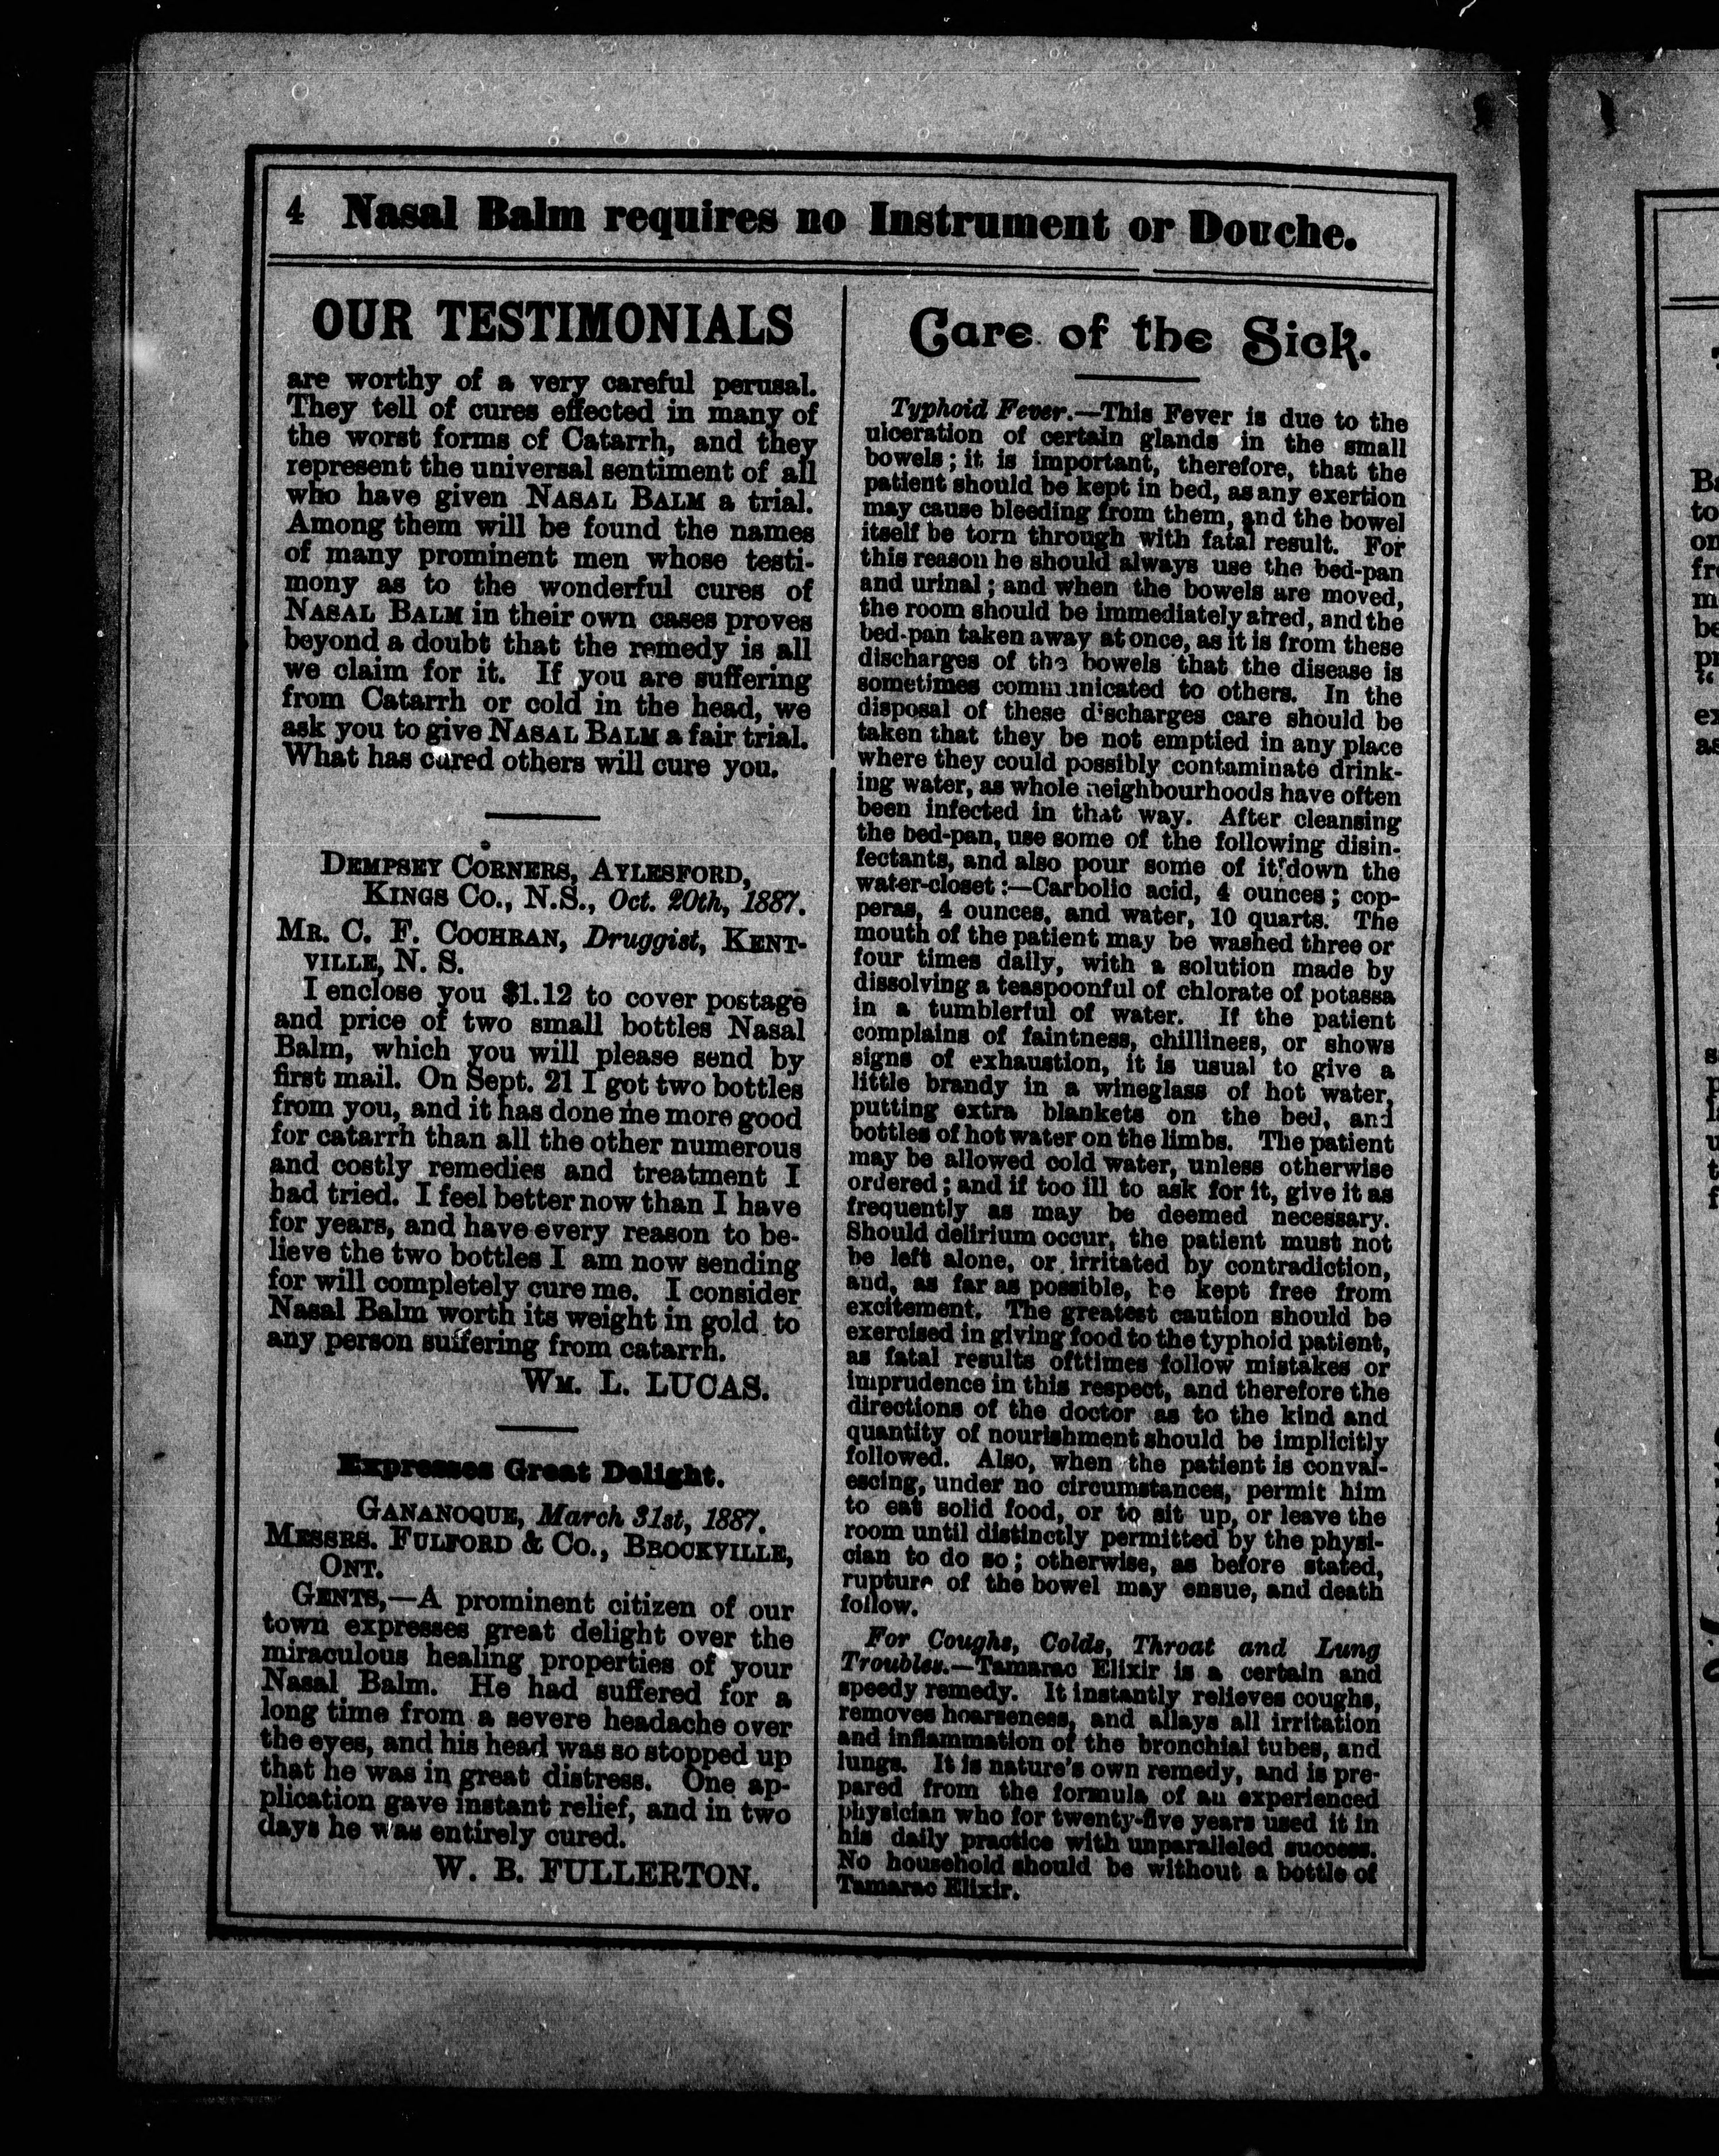 4 Nasal Balm requires no Instrument or Douche.
OUR TESTIMONIALS
are worthy of a very careful perusal.
They tell of cures effected in many of
the worst forms of Catarrh, and they
represent the universal sentiment of all
who have given NASAL BALM a trial.
Among them will be found the names
of many prominent men whose testi-
mony as to the wonderful cures of
NASAL BALM in their own cases proves
beyond a doubt that the remedy is all
we claim for it. If you are suffering
from Catarrh or cold in the head, we
ask you to give NASAL BALM a fair trial.
What has cured others will cure you.
DEMPSEY CORNERS, AYLESFORD,
KINGS CO., N.S., Oct. 20th, 1887.
MR. C. F. COCHRAN, Druggist, KENT-
VILLE, N. S.
I enclose you $1.12 to cover postage
and price of two small bottles Nasal
Balm, which you will please send by
first mail. On Sept. 21 I got two bottles
from you, and it has done me more good
for catarrh than all the other numerous
and costly remedies and treatment I
had tried. I feel better now than I have
for years, and have every reason to be-
lieve the two bottles I am now sending
for will completely cure me. I consider
Nasal Balm worth its weight in gold to
any person suffering from catarrh.
WM. L. LUCAS.
Expresses Great Delight.
GANANOQUE, March 31st, 1887.
MESSRS. FULFORD & CO., BROCKVILLE,
ONT.
GENTS,—A prominent citizen of our
town expresses great delight over the
miraculous healing properties of your
Nasal Balm. He had suffered for a
long time from a severe headache over
the eyes, and his head was so stopped up
that he was in great distress. One ap-
plication gave instant relief, and in two
days he was entirely cured.
W. B. FULLERTON.
Care of the Sick.
Typhoid Fever.—This Fever is due to the
ulceration of certain glands in the small
bowels; it is important, therefore, that the
patient should be kept in bed, as any exertion
may cause bleeding from them, and the bowel
itself be torn through with fatal result. For
this reason he should always use the bed-pan
and urinal; and when the bowels are moved,
the room should be immediately aired, and the
bed-pan taken away at once, as it is from these
discharges of the bowels that the disease is
sometimes communicated to others. In the
disposal of these discharges care should be
taken that they be not emptied in any place
where they could possibly contaminate drink-
ing water, as whole neighbourhoods have often
been infected in that way. After cleansing
the bed-pan, use some of the following disin-
fectants, and also pour some of it down the
water-closet:—Carbolic acid, 4 ounces; cop-
peras, 4 ounces, and water, 10 quarts. The
mouth of the patient may be washed three or
four times daily, with a solution made by
dissolving a teaspoonful of chlorate of potassa
in a tumblerful of water. If the patient
complains of faintness, chilliness, or shows
signs of exhaustion, it is usual to give a
little brandy in a wineglass of hot water,
putting extra blankets on the bed, and
bottles of hot water on the limbs. The patient
may be allowed cold water, unless otherwise
ordered; and if too ill to ask for it, give it as
frequently as may be deemed necessary.
Should delirium occur, the patient must not
be left alone, or irritated by contradiction,
and, as far as possible, be kept free from
excitement. The greatest caution should be
exercised in giving food to the typhoid patient,
as fatal results ofttimes follow mistakes or
imprudence in this respect, and therefore the
directions of the doctor as to the kind and
quantity of nourishment should be implicitly
followed. Also, when the patient is conval-
escing, under no circumstances, permit him
to eat solid food, or to sit up, or leave the
room until distinctly permitted by the physi-
cian to do so; otherwise, as before stated,
rupture of the bowel may ensue, and death
follow.
For Coughs, Colds, Throat and Lung
Troubles.—Tamarac Elixir is a certain and
speedy remedy. It instantly relieves coughs,
removes hoarseness, and allays all irritation
and inflammation of the bronchial tubes, and
lungs. It is nature's own remedy, and is pre-
pared from the formula of an experienced
physician who for twenty-five years used it in
his daily practice with unparalleled success.
No household should be without a bottle of
Tamarac Elixir.